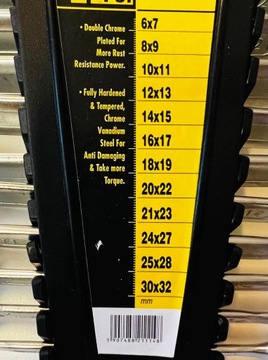 • Double Chrome
Plated For
More Rust
Resistance Power.
• Fully Hardened
& Tempered,
Chrome
Vanadium
Steel For
Anti Damaging
& Take more
Torque.
6x7
8x9
10x11
12x13
14x15
16x17
18x19
20x22
21x23
24x27
25x28
30x32
mm